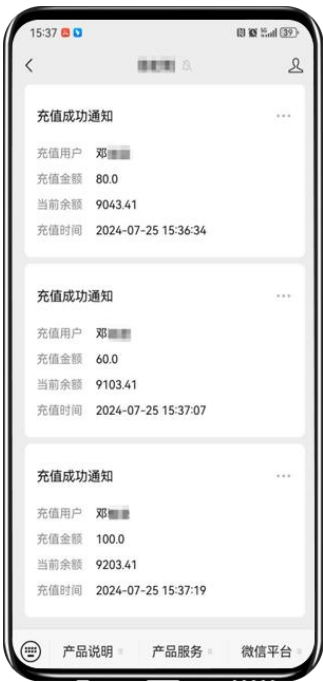 15:37
39
充值成功通知
充值用户 邓
充值金额 80.0
当前余额 9043.41
充值时间 2024-07-25 15:36:34
充值成功通知
充值用户 邓
充值金额 60.0
当前余额 9103.41
充值时间 2024-07-25 15:37:07
充值成功通知
充值用户 邓
充值金额 100.0
当前余额 9203.41
充值时间 2024-07-25 15:37:19
产品说明 产品服务 微信平台